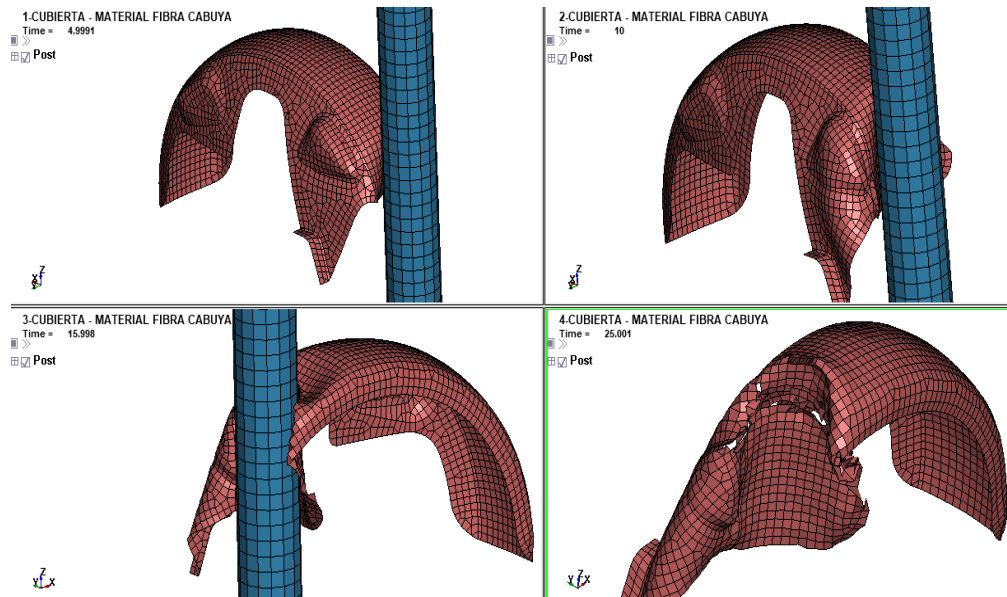 1-CUBIERTA - MATERIAL FIBRA CABUYA
Time = 4.9991
Post
Z
X
2-CUBIERTA - MATERIAL FIBRA CABUYA
Time = 10
Post
Z
3-CUBIERTA - MATERIAL FIBRA CABUYA
Time = 15.998
Post
Z
Y X
4-CUBIERTA - MATERIAL FIBRA CABUYA
Time = 25.001
Post
Z
Y X